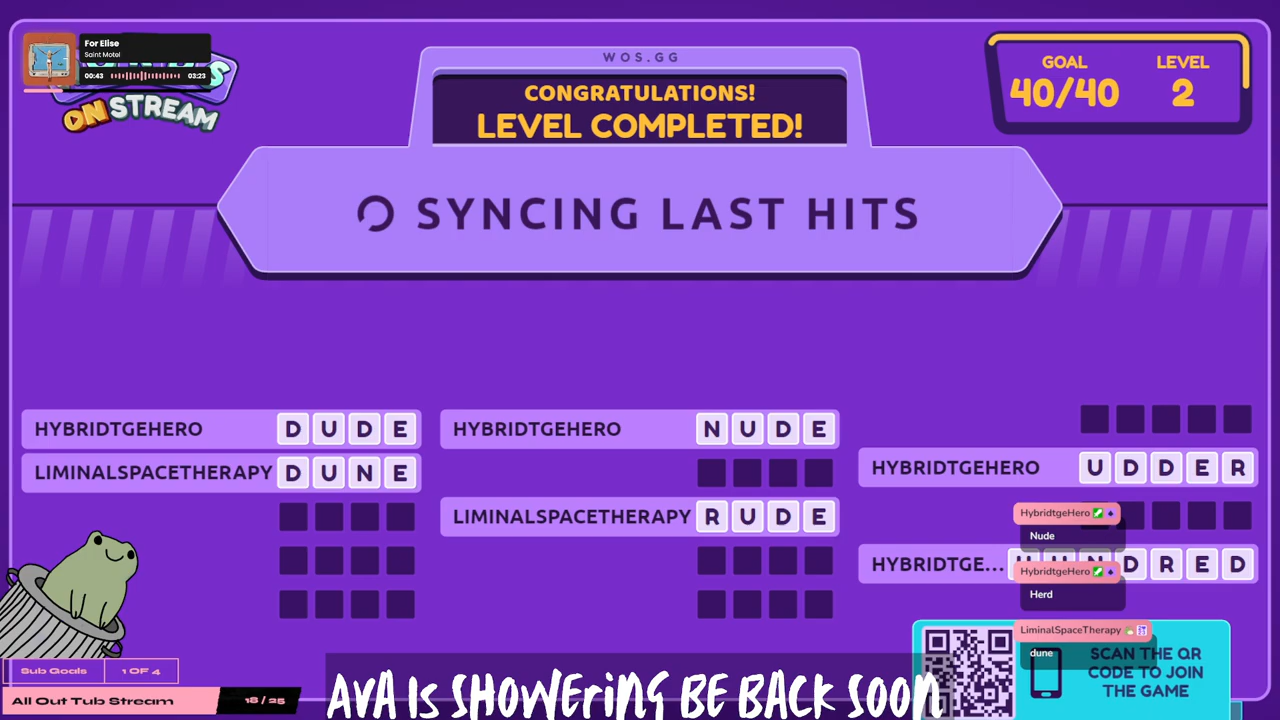 For Elise
Saint Motel
00:43
03:23
ON STREAM
WOS.GG
CONGRATULATIONS!
LEVEL COMPLETED!
GOAL
40/40
LEVEL
2
SYNCING LAST HITS
HYBRIDTGEHERO DUDE
LIMINALSPACETHERAPY DUNE
HYBRIDTGEHERO NUDE
LIMINALSPACETHERAPY RUDE
HYBRIDTGEHERO UDDER
HYBRIDTGE... HUNDRED
HybridtgeHero
Nude
HybridtgeHero
Herd
LiminalSpaceTherapy
dune
SCAN THE QR
CODE TO JOIN
THE GAME
Sub Goals 1 OF 4
All Out Tub Stream 18/25
AVA IS SHOWERING BE BACK SOON